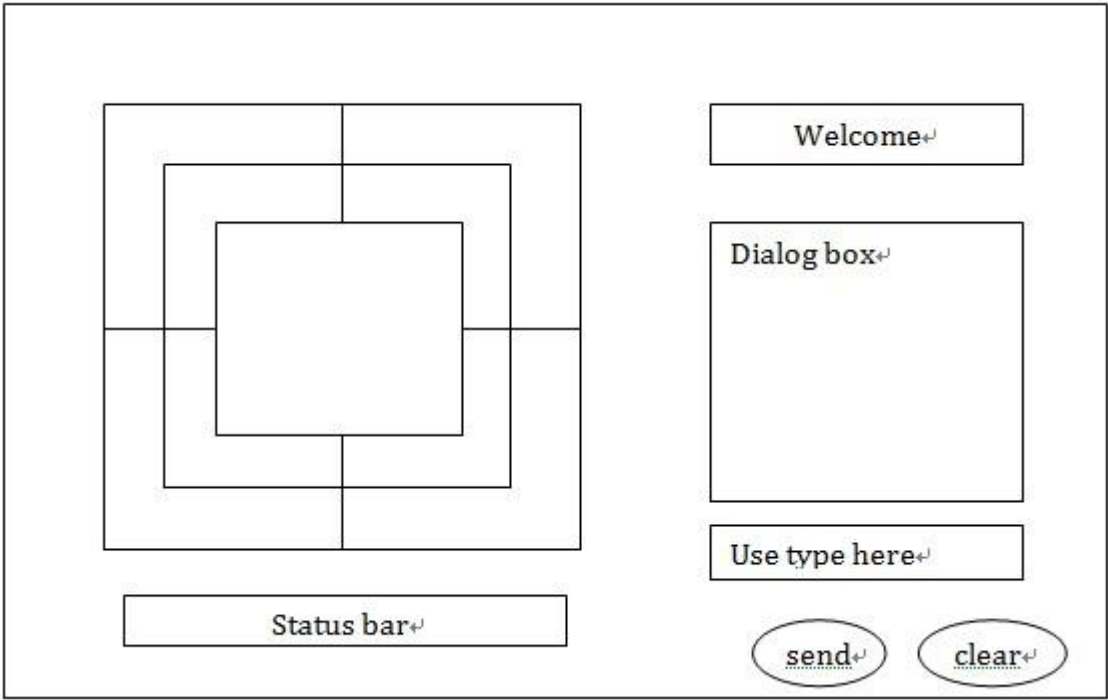 Welcome
Dialog box
Use type here
Status bar
send
clear